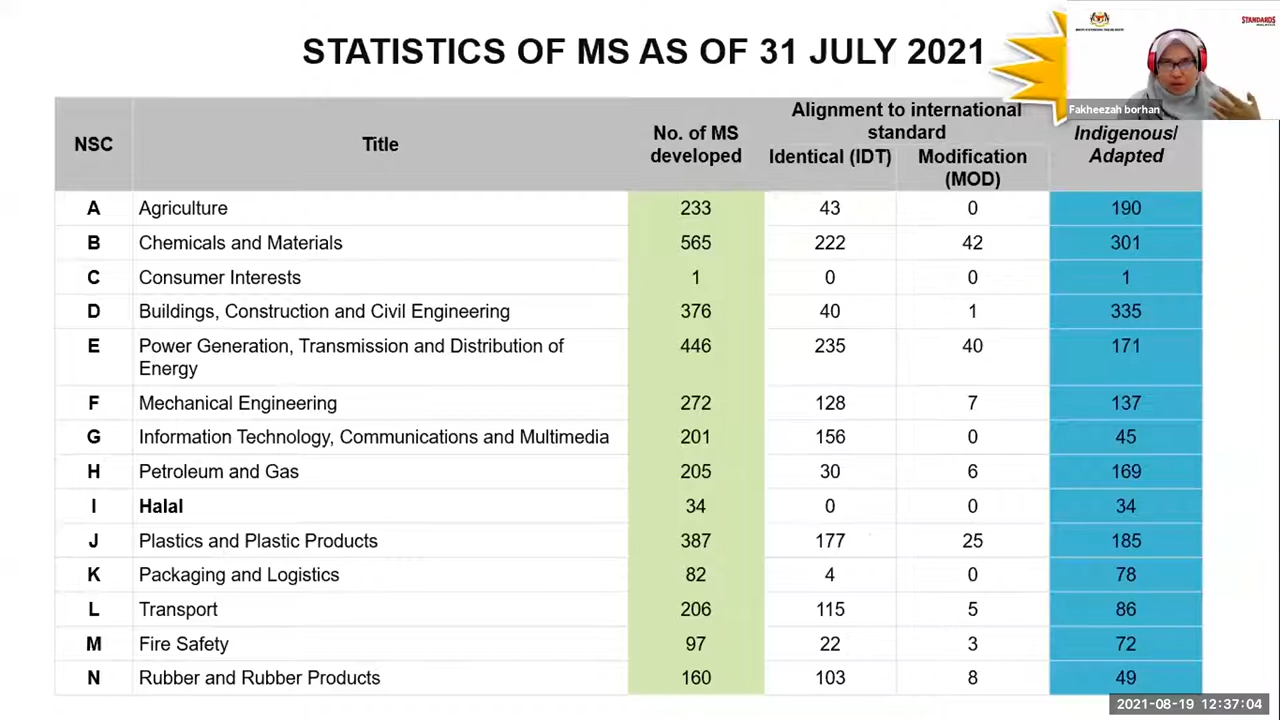 STATISTICS OF MS AS OF 31 JULY 2021
STANDARDS
Fakheezah borhan
NSC Title No. of MS developed Alignment to international standard Indigenous/ Adapted
Identical (IDT) Modification (MOD)
A Agriculture 233 43 0 190
B Chemicals and Materials 565 222 42 301
C Consumer Interests 1 0 0 1
D Buildings, Construction and Civil Engineering 376 40 1 335
E Power Generation, Transmission and Distribution of 446 235 40 171
Energy
F Mechanical Engineering 272 128 7 137
G Information Technology, Communications and Multimedia 201 156 0 45
H Petroleum and Gas 205 30 6 169
I Halal 34 0 0 34
J Plastics and Plastic Products 387 177 25 185
K Packaging and Logistics 82 4 0 78
L Transport 206 115 5 86
M Fire Safety 97 22 3 72
N Rubber and Rubber Products 160 103 8 49
2021-08-19 12:37:04